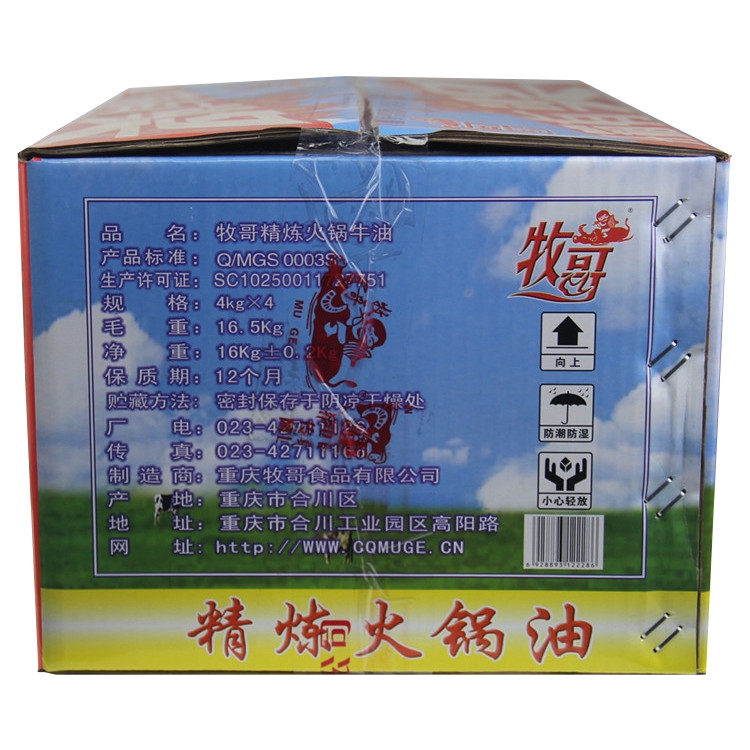 品 名：牧哥精炼火锅牛油
产品标准：Q/MGS 0003S
生产许可证：
规 格：4kg×4
毛 重：16.5Kg
净 重：16Kg±0.2Kg
保 质 期：12个月
贮藏方法：密封保存于阴凉干燥处
厂 电：
传 真：
制 造 商：重庆牧哥食品有限公司
产 地：重庆市合川区
地 址：重庆市合川工业园区高阳路
网 址：http://WWW.CQMUGE.CN
牧哥
®
向上
防潮防湿
小心轻放
6 928893 122286
精炼火锅油